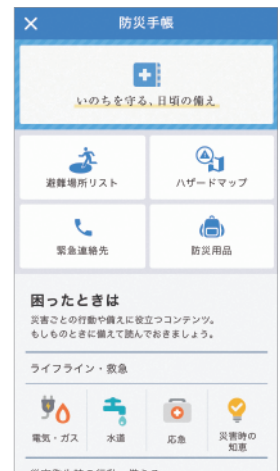 防災手帳
いのちを守る、日頃の備え
避難場所リスト
ハザードマップ
緊急連絡先
防災用品
困ったときは
災害ごとの行動や備えに役立つコンテンツ。
もしものときに備えて読んでおきましょう。
ライフライン・救急
電気・ガス
水道
応急
災害時の
知恵